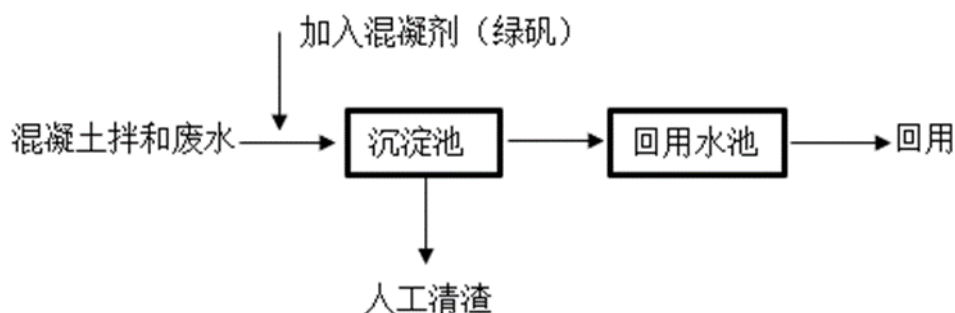 加入混凝剂（绿矾）
混凝土拌和废水
沉淀池
回用水池
回用
人工清渣